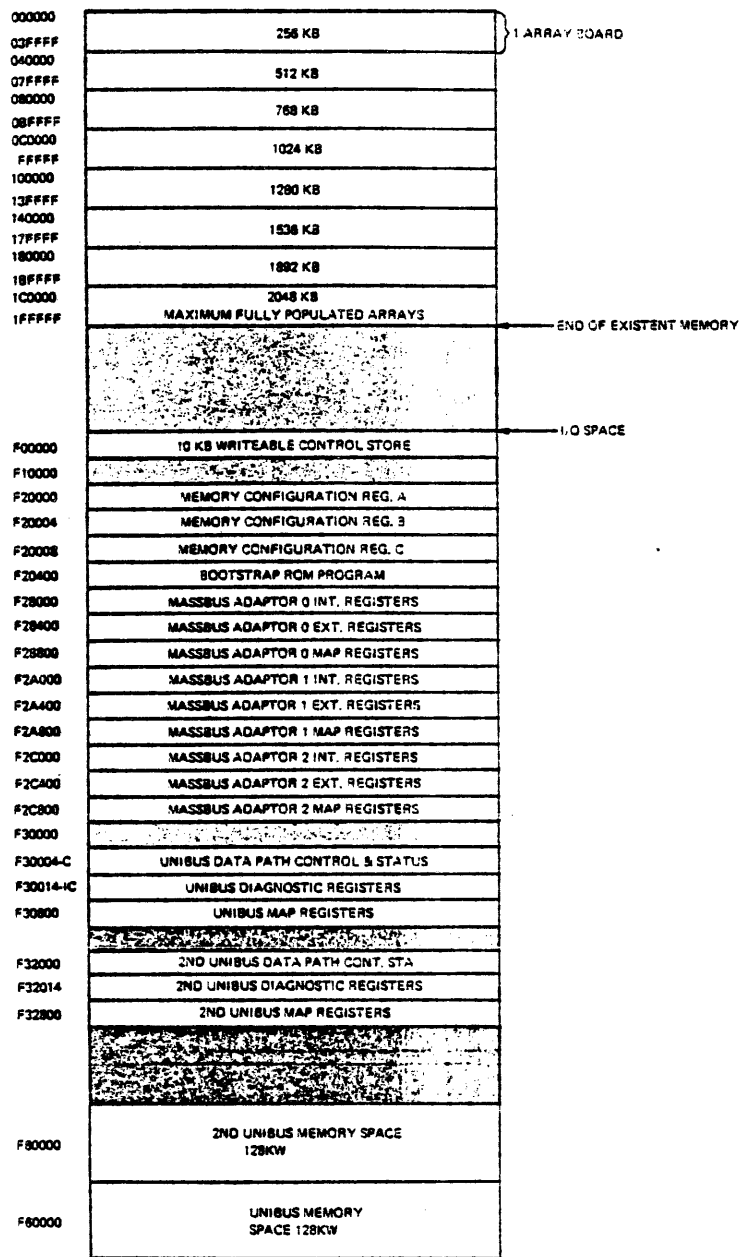 000000
256 KB
1 ARRAY BOARD
03FFFF
040000
512 KB
07FFFF
080000
768 KB
0BFFFF
0C0000
1024 KB
FFFFF
100000
1280 KB
13FFFF
140000
1536 KB
17FFFF
180000
1892 KB
1BFFFF
1C0000
2048 KB
1FFFFF
MAXIMUM FULLY POPULATED ARRAYS
END OF EXISTENT MEMORY
I/O SPACE
F00000
10 KB WRITEABLE CONTROL STORE
F10000
F20000
MEMORY CONFIGURATION REG. A
F20004
MEMORY CONFIGURATION REG. B
F20008
MEMORY CONFIGURATION REG. C
F20400
BOOTSTRAP ROM PROGRAM
F28000
MASSBUS ADAPTOR 0 INT. REGISTERS
F28400
MASSBUS ADAPTOR 0 EXT. REGISTERS
F28800
MASSBUS ADAPTOR 0 MAP REGISTERS
F2A000
MASSBUS ADAPTOR 1 INT. REGISTERS
F2A400
MASSBUS ADAPTOR 1 EXT. REGISTERS
F2A800
MASSBUS ADAPTOR 1 MAP REGISTERS
F2C000
MASSBUS ADAPTOR 2 INT. REGISTERS
F2C400
MASSBUS ADAPTOR 2 EXT. REGISTERS
F2C800
MASSBUS ADAPTOR 2 MAP REGISTERS
F30000
F30004-C
UNIBUS DATA PATH CONTROL & STATUS
F30014-IC
UNIBUS DIAGNOSTIC REGISTERS
F30800
UNIBUS MAP REGISTERS
F32000
2ND UNIBUS DATA PATH CONT. STA
F32014
2ND UNIBUS DIAGNOSTIC REGISTERS
F32800
2ND UNIBUS MAP REGISTERS
F80000
2ND UNIBUS MEMORY SPACE
128KW
F60000
UNIBUS MEMORY
SPACE 128KW